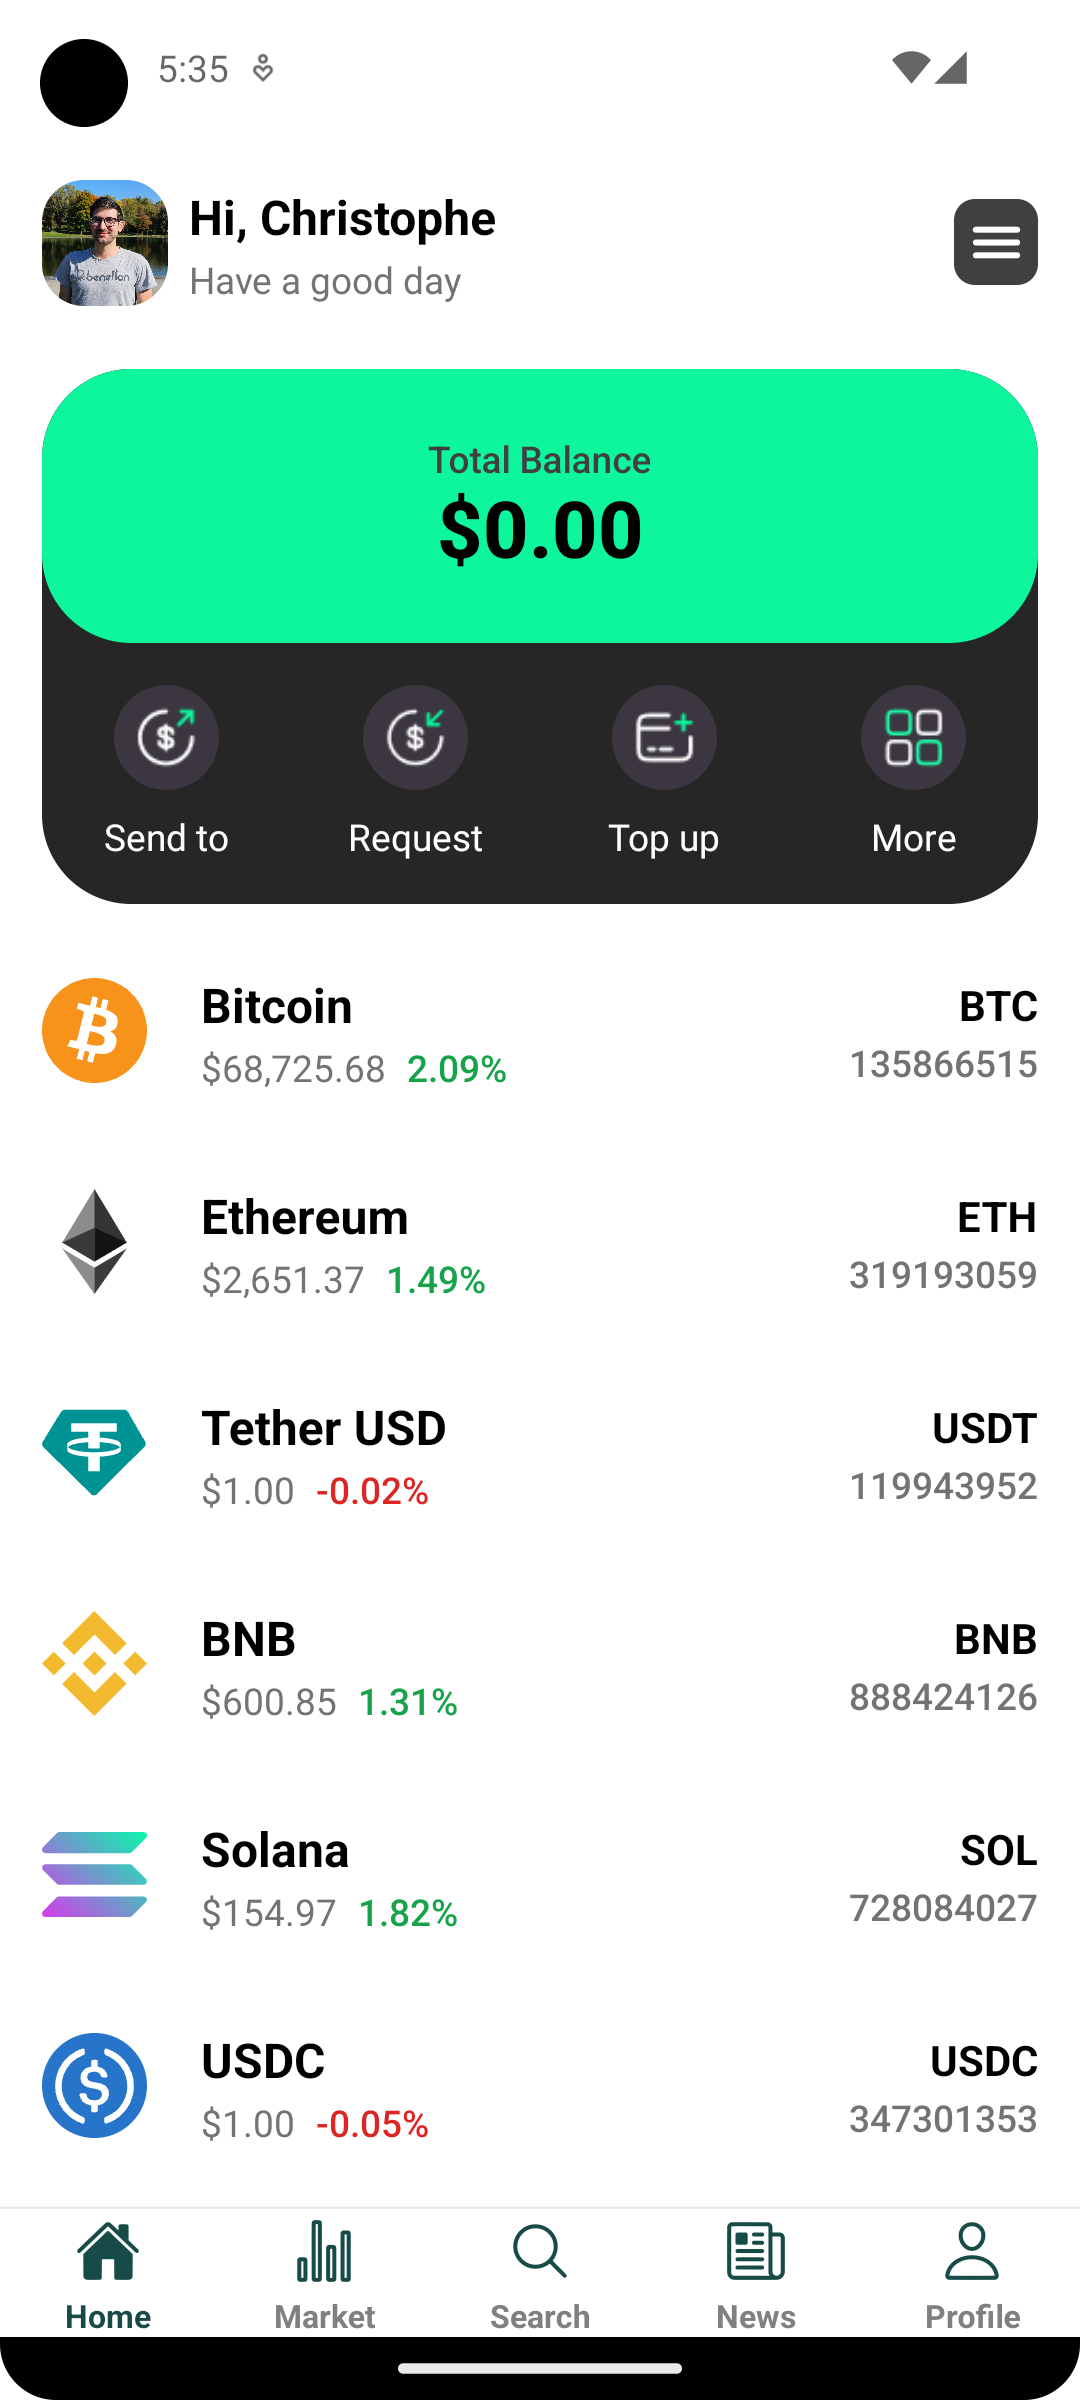 5:35
Hi, Christophe
Have a good day
benetton
Total Balance
$0.00
Send to
Request
Top up
More
Bitcoin
BTC
$68,725.68 2.09%
135866515
Ethereum
ETH
$2,651.37 1.49%
319193059
Tether USD
USDT
$1.00 -0.02%
119943952
BNB
BNB
$600.85 1.31%
888424126
Solana
SOL
$154.97 1.82%
728084027
USDC
USDC
$1.00 -0.05%
347301353
Home
Market
Search
News
Profile